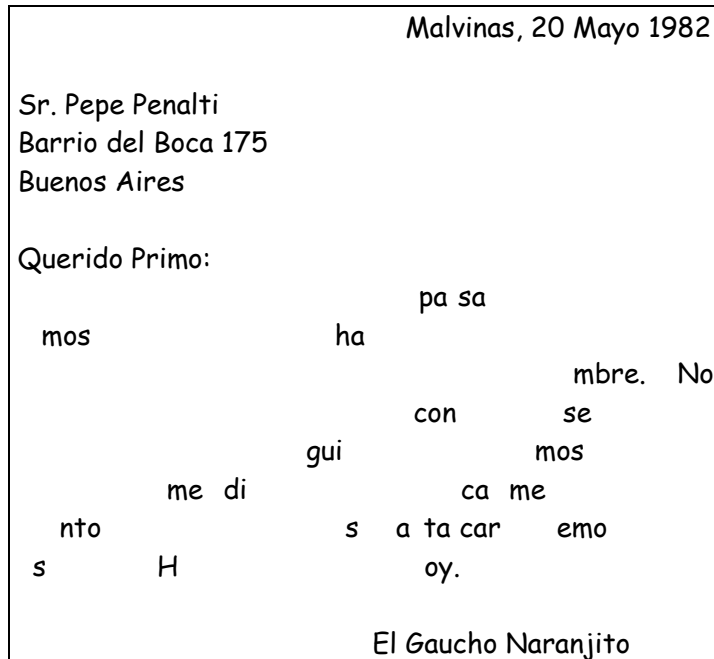 Malvinas, 20 Mayo 1982
Sr. Pepe Penalti
Barrio del Boca 175
Buenos Aires
Querido Primo:
pa sa
mos ha
mbre. No
con se
gui mos
me di ca me
nto s a ta car emo
s H oy.
El Gaucho Naranjito